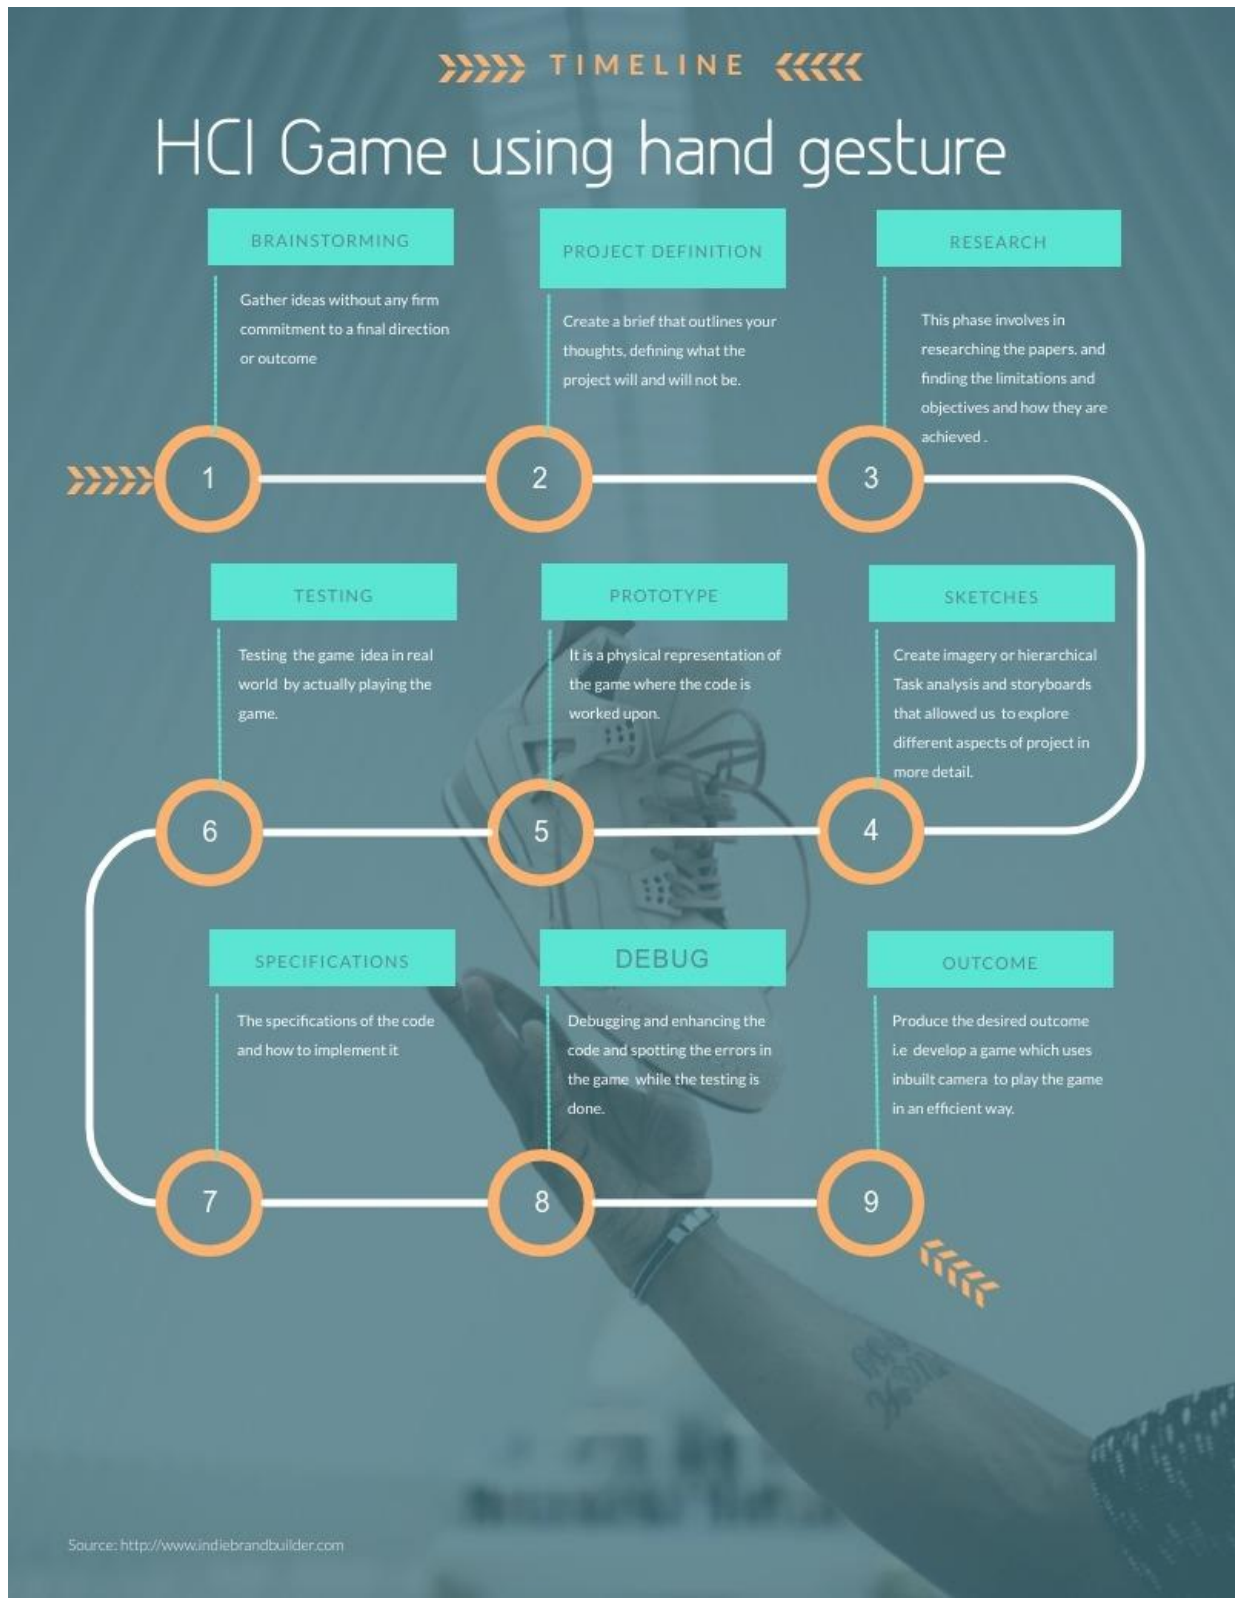 TIMELINE
HCI Game using hand gesture
BRAINSTORMING
Gather ideas without any firm
commitment to a final direction
or outcome
PROJECT DEFINITION
Create a brief that outlines your
thoughts, defining what the
project will and will not be.
RESEARCH
This phase involves in
researching the papers. and
finding the limitations and
objectives and how they are
achieved .
1
2
3
SKETCHES
Create imagery or hierarchical
Task analysis and storyboards
that allowed us to explore
different aspects of project in
more detail.
4
PROTOTYPE
It is a physical representation of
the game where the code is
worked upon.
5
TESTING
Testing the game idea in real
world by actually playing the
game.
6
SPECIFICATIONS
The specifications of the code
and how to implement it
7
DEBUG
Debugging and enhancing the
code and spotting the errors in
the game while the testing is
done.
8
OUTCOME
Produce the desired outcome
i.e develop a game which uses
inbuilt camera to play the game
in an efficient way.
9
Source: http://www.indiebrandbuilder.com